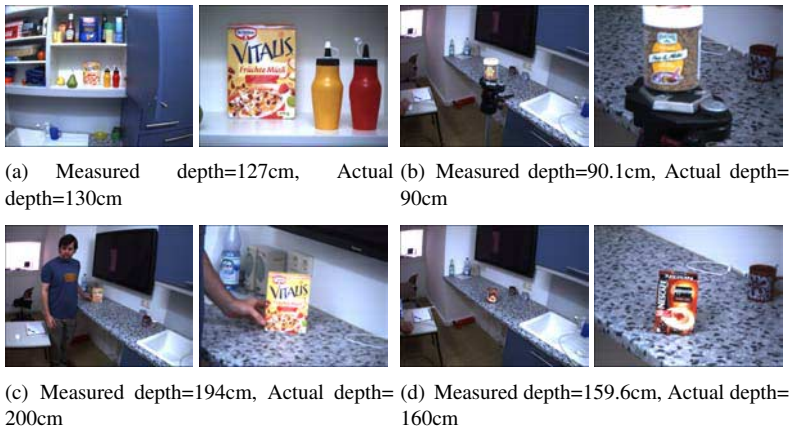 VITALIS
Früchte Müsli
(a) Measured depth=127cm, Actual
depth=130cm
(b) Measured depth=90.1cm, Actual depth=
90cm
VITALIS
(c) Measured depth=194cm, Actual depth=
200cm
(d) Measured depth=159.6cm, Actual depth=
160cm